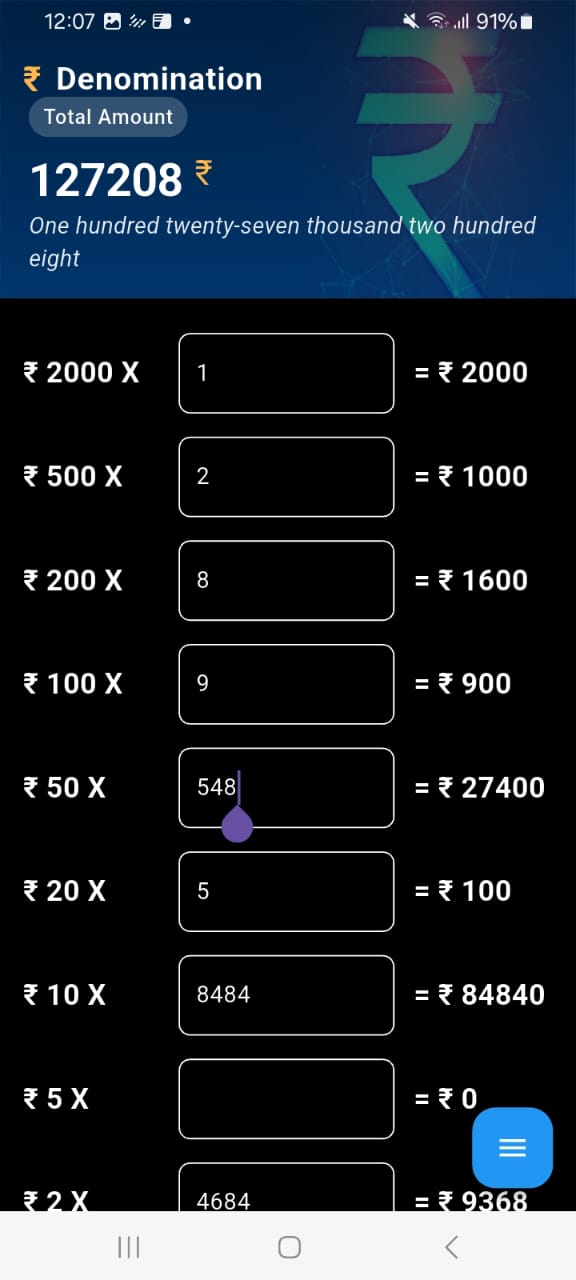 12:07 91%
₹ Denomination
Total Amount
127208 ₹
One hundred twenty-seven thousand two hundred
eight
₹ 2000 X 1 = ₹ 2000
₹ 500 X 2 = ₹ 1000
₹ 200 X 8 = ₹ 1600
₹ 100 X 9 = ₹ 900
₹ 50 X 548 = ₹ 27400
₹ 20 X 5 = ₹ 100
₹ 10 X 8484 = ₹ 84840
₹ 5 X = ₹ 0
₹ 2 X 4684 = ₹ 9368